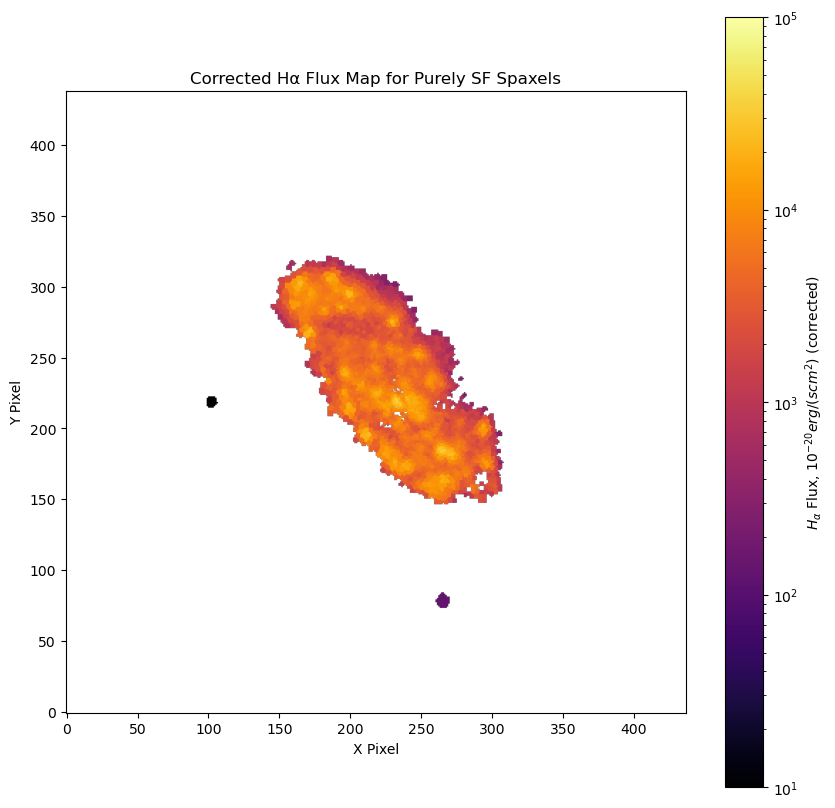 Corrected Hα Flux Map for Purely SF Spaxels
Y Pixel
400
350
300
250
200
150
100
50
0
0 50 100 150 200 250 300 350 400
X Pixel
10^5
10^4
10^3
10^2
10^1
H_α Flux, 10^{-20}erg/(scm^2) (corrected)